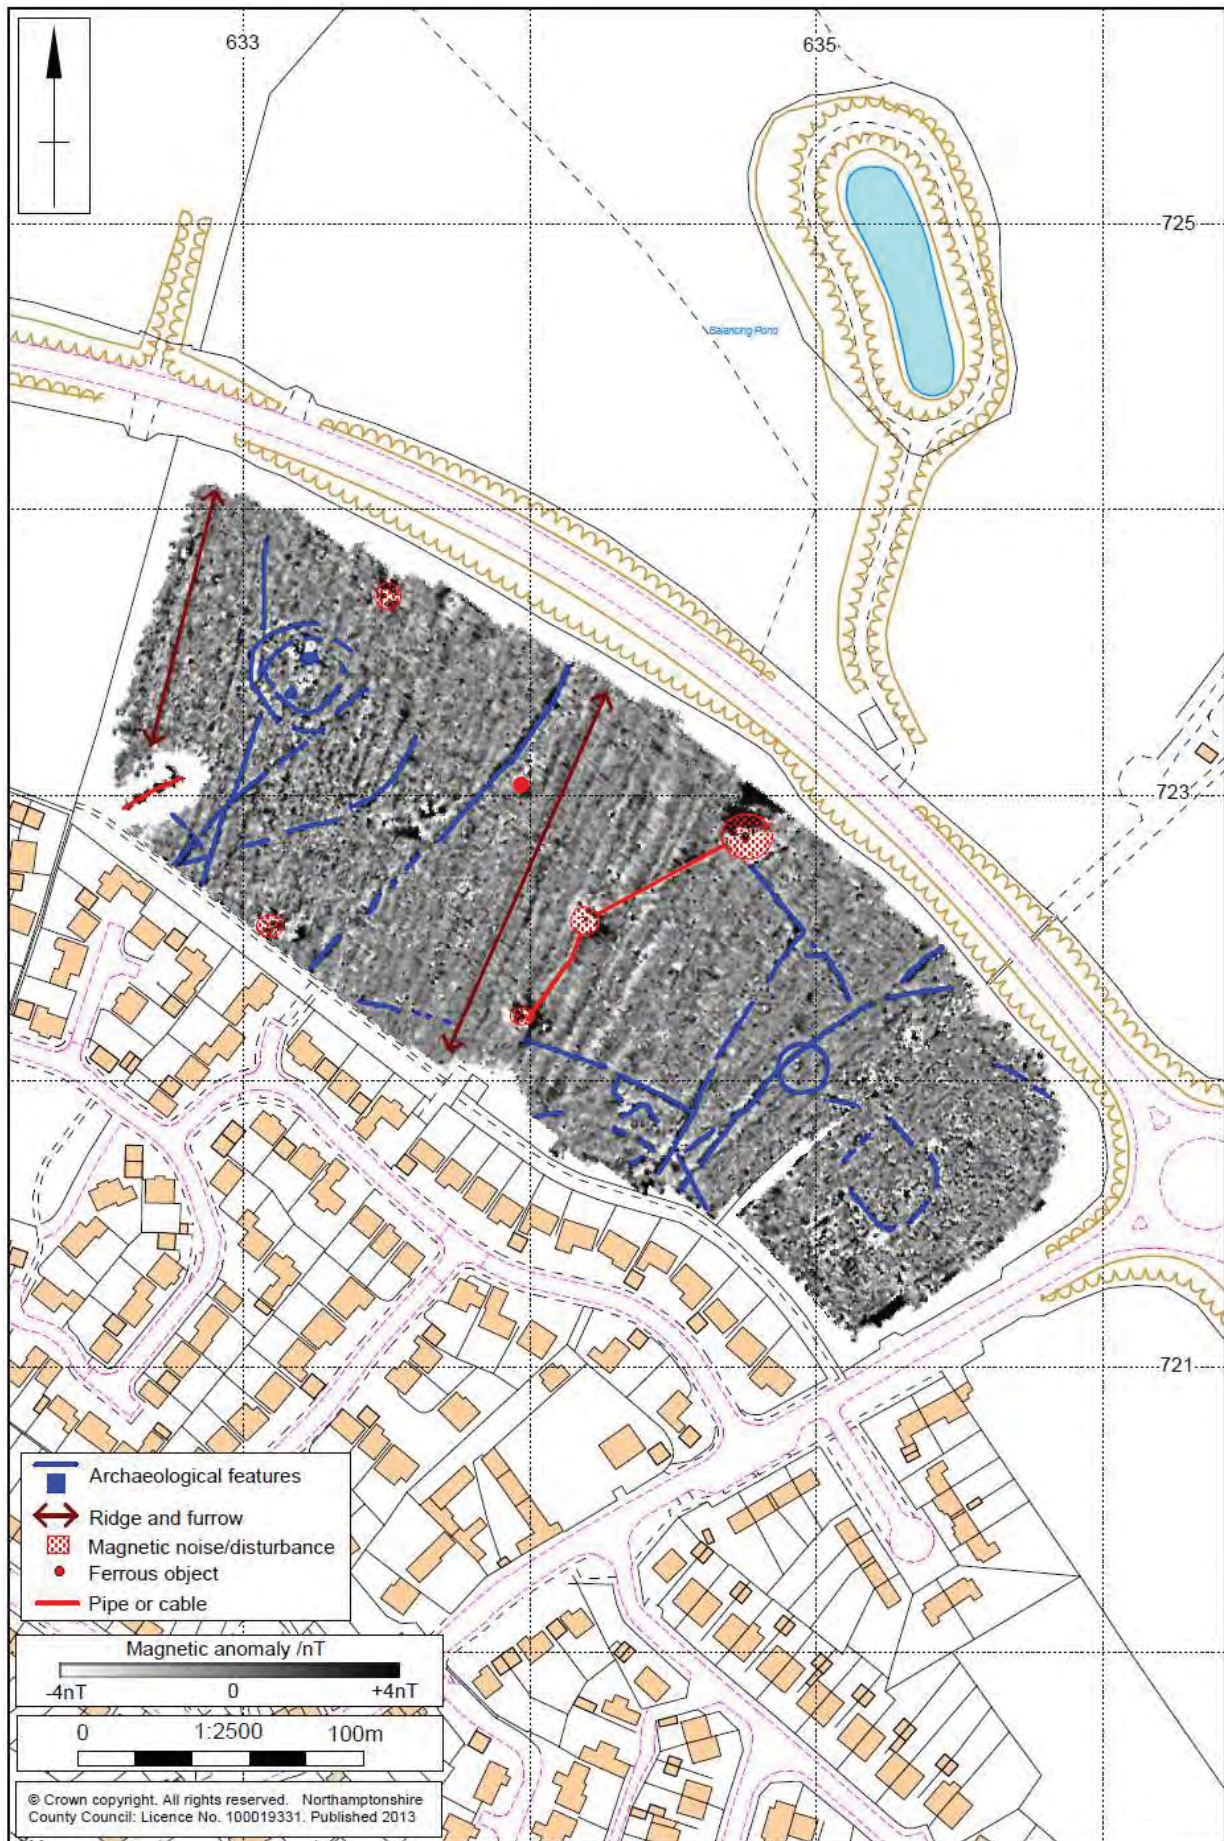 633
635
725
Balancing Pond
723
721
Archaeological features
Ridge and furrow
Magnetic noise/disturbance
Ferrous object
Pipe or cable
Magnetic anomaly /nT
-4nT 0 +4nT
0 1:2500 100m
© Crown copyright. All rights reserved. Northamptonshire
County Council: Licence No. 100019331. Published 2013